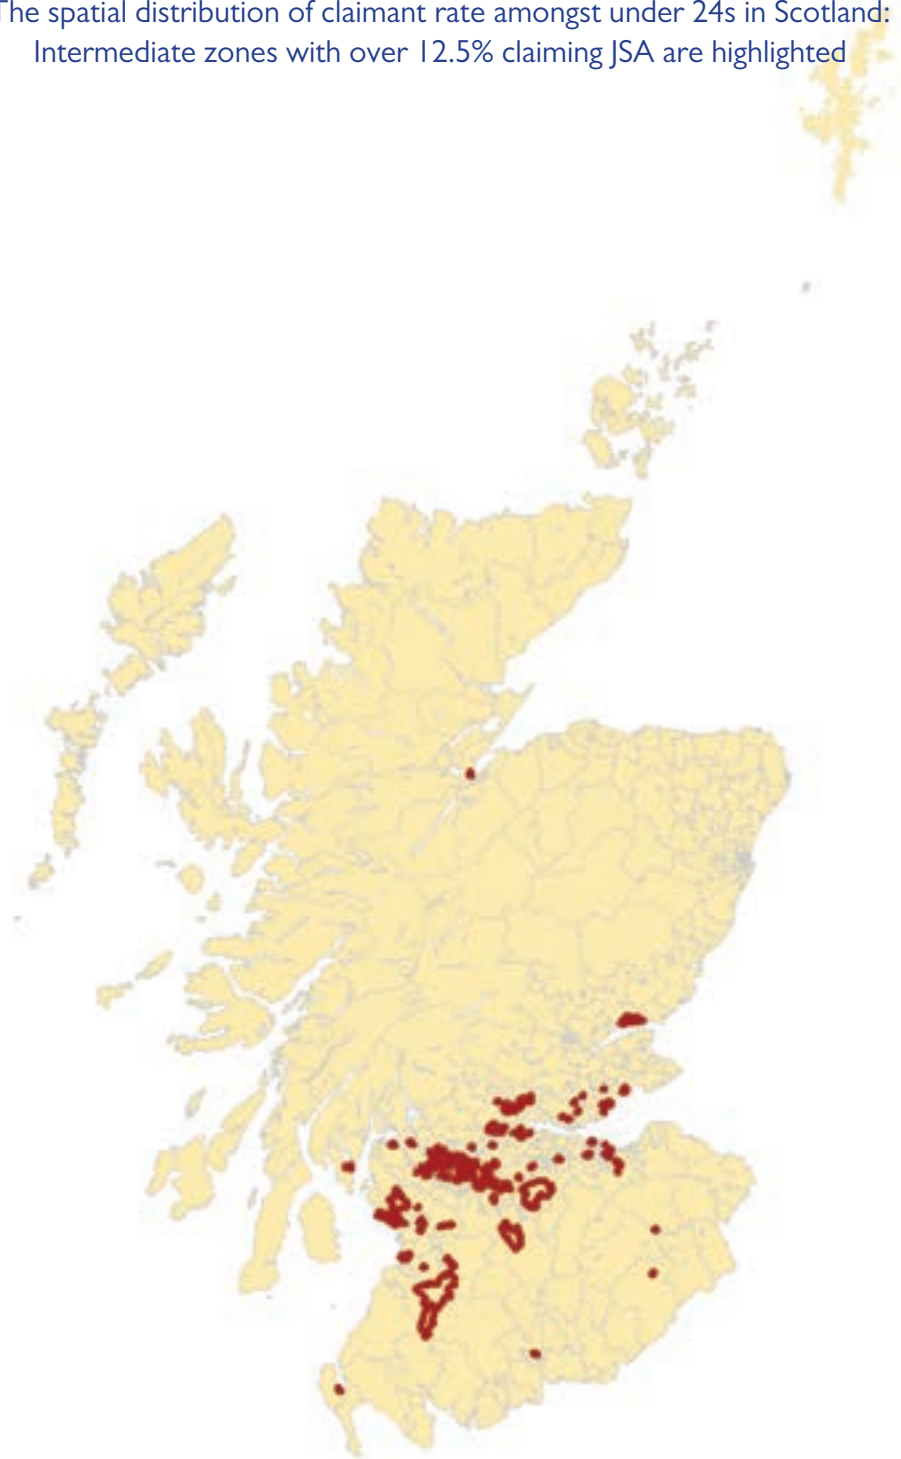 The spatial distribution of claimant rate amongst under 24s in Scotland:
Intermediate zones with over 12.5% claiming JSA are highlighted